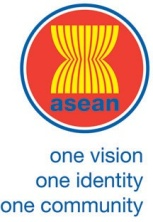 asean
one vision
one identity
one community